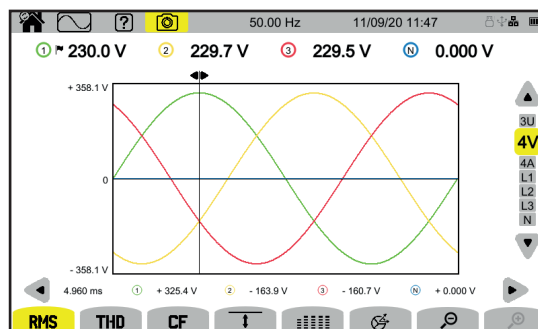 ? 50.00 Hz 11/09/20 11:47
1 230.0 V 2 229.7 V 3 229.5 V N 0.000 V
+ 358.1 V
0
- 358.1 V
3U
4V
4A
L1
L2
L3
N
4.960 ms 1 + 325.4 V 2 - 163.9 V 3 - 160.7 V N + 0.000 V
RMS THD CF